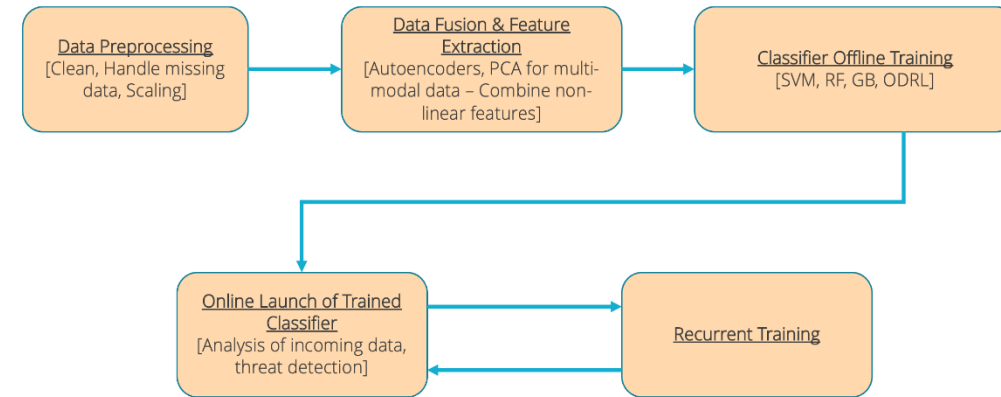 Data Preprocessing
[Clean, Handle missing
data, Scaling]
Data Fusion & Feature
Extraction
[Autoencoders, PCA for multi-
modal data – Combine non-
linear features]
Classifier Offline Training
[SVM, RF, GB, ODRL]
Online Launch of Trained
Classifier
[Analysis of incoming data,
threat detection]
Recurrent Training